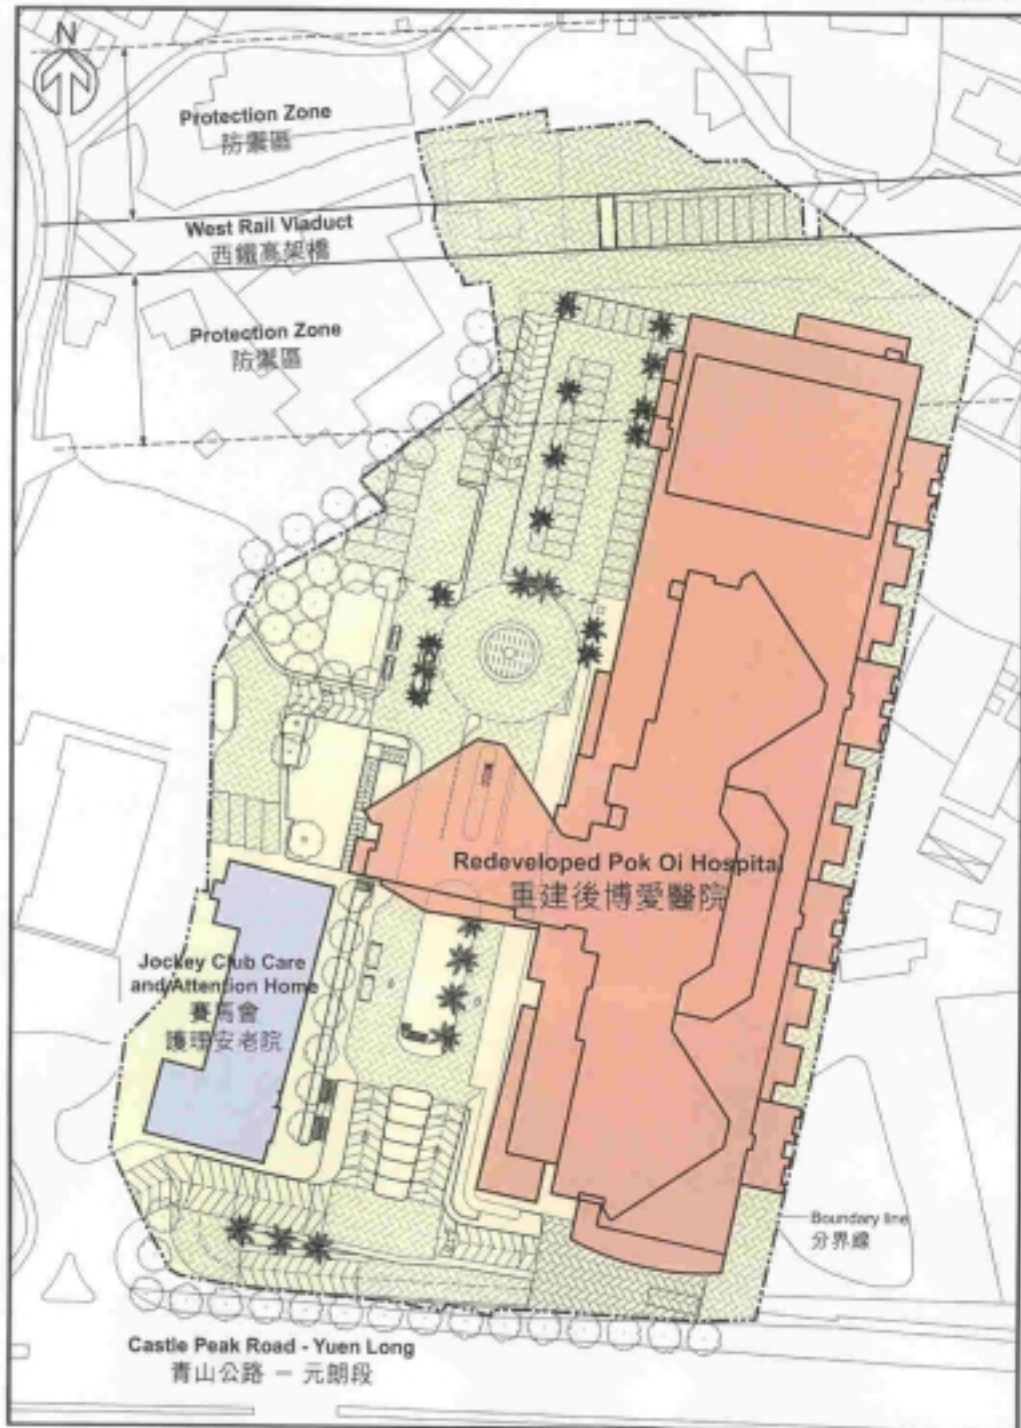 N
Protection Zone
防禦區
West Rail Viaduct
西鐵高架橋
Protection Zone
防禦區
Redeveloped Pok Oi Hospital
重建後博愛醫院
Jockey Club Care
and Attention Home
賽馬會
護理安老院
Boundary line
分界線
Castle Peak Road - Yuen Long
青山公路 － 元朗段